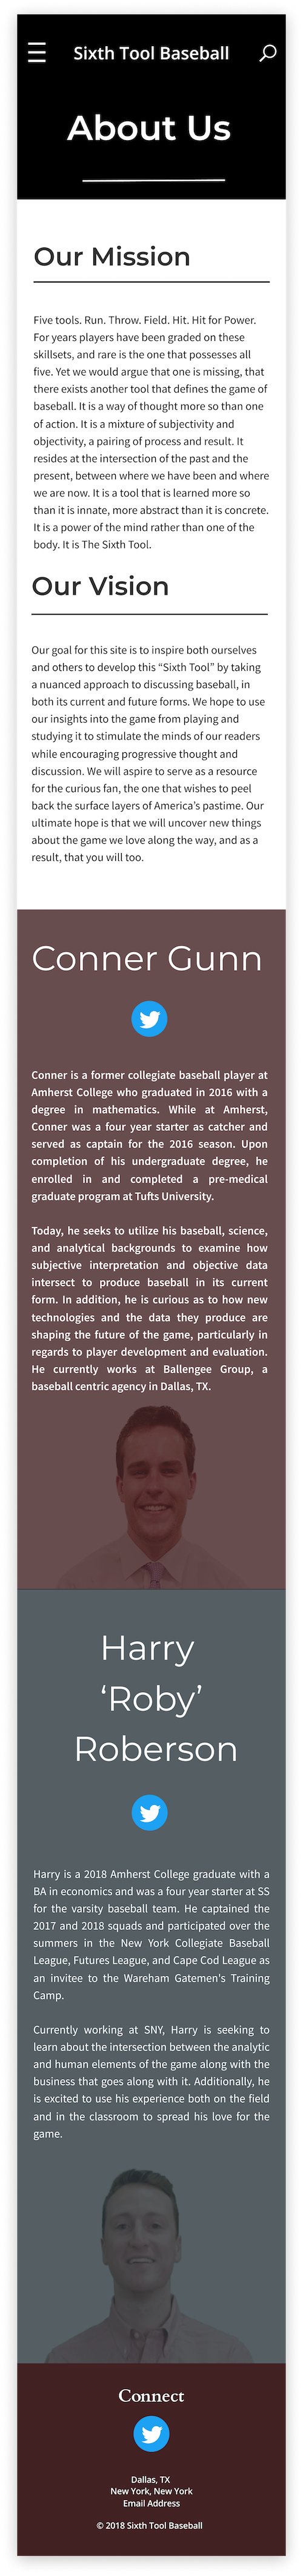 Sixth Tool Baseball
About Us
Our Mission
Five tools. Run. Throw. Field. Hit. Hit for Power.
For years players have been graded on these
skillsets, and rare is the one that possesses all
five. Yet we would argue that one is missing, that
there exists another tool that defines the game of
baseball. It is a way of thought more so than one
of action. It is a mixture of subjectivity and
objectivity, a pairing of process and result. It
resides at the intersection of the past and the
present, between where we have been and where
we are now. It is a tool that is learned more so
than it is innate, more abstract than it is concrete.
It is a power of the mind rather than one of the
body. It is The Sixth Tool.
Our Vision
Our goal for this site is to inspire both ourselves
and others to develop this “Sixth Tool” by taking
a nuanced approach to discussing baseball, in
both its current and future forms. We hope to use
our insights into the game from playing and
studying it to stimulate the minds of our readers
while encouraging progressive thought and
discussion. We will aspire to serve as a resource
for the curious fan, the one that wishes to peel
back the surface layers of America’s pastime. Our
ultimate hope is that we will uncover new things
about the game we love along the way, and as a
result, that you will too.
Conner Gunn
Conner is a former collegiate baseball player at
Amherst College who graduated in 2016 with a
degree in mathematics. While at Amherst,
Conner was a four year starter as catcher and
served as captain for the 2016 season. Upon
completion of his undergraduate degree, he
enrolled in and completed a pre-medical
graduate program at Tufts University.
Today, he seeks to utilize his baseball, science,
and analytical backgrounds to examine how
subjective interpretation and objective data
intersect to produce baseball in its current
form. In addition, he is curious as to how new
technologies and the data they produce are
shaping the future of the game, particularly in
regards to player development and evaluation.
He currently works at Ballengee Group, a
baseball centric agency in Dallas, TX.
Harry
‘Roby’
Roberson
Harry is a 2018 Amherst College graduate with a
BA in economics and was a four year starter at SS
for the varsity baseball team. He captained the
2017 and 2018 squads and participated over the
summers in the New York Collegiate Baseball
League, Futures League, and Cape Cod League as
an invitee to the Wareham Gatemen's Training
Camp.
Currently working at SNY, Harry is seeking to
learn about the intersection between the analytic
and human elements of the game along with the
business that goes along with it. Additionally, he
is excited to use his experience both on the field
and in the classroom to spread his love for the
game.
Connect
Dallas, TX
New York, New York
Email Address
© 2018 Sixth Tool Baseball